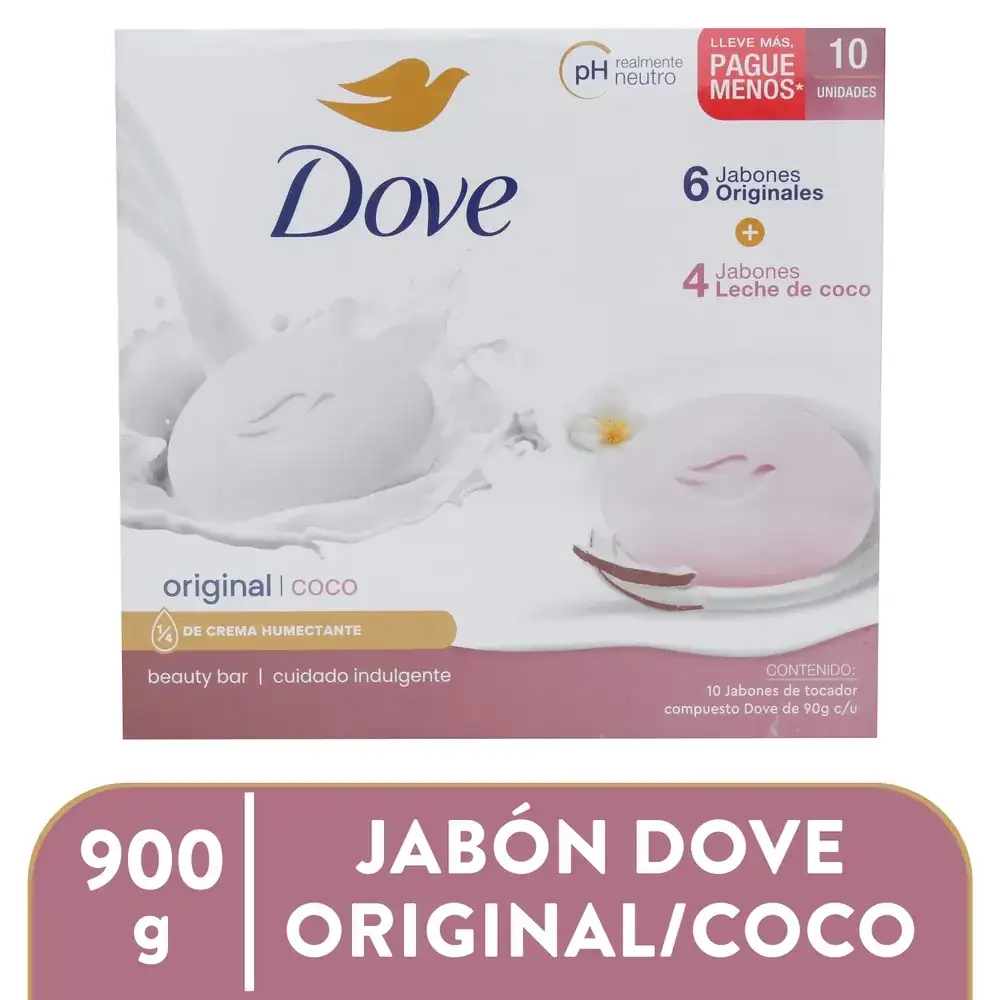 Dove
pH realmente
neutro
LLEVE MÁS,
PAGUE
MENOS*
10
UNIDADES
6 Jabones
Originales
+
4 Jabones
Leche de coco
original | coco
1/4 DE CREMA HUMECTANTE
beauty bar | cuidado indulgente
CONTENIDO:
10 Jabones de tocador
compuesto Dove de 90g c/u
900
g
JABÓN DOVE
ORIGINAL/COCO